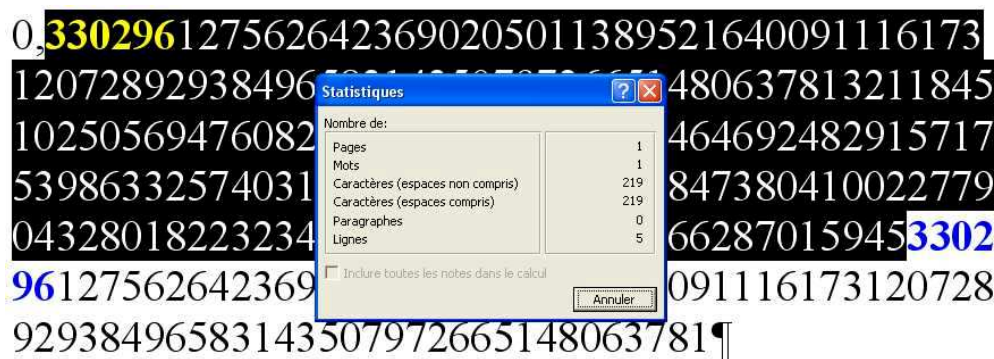 0,3302961275626423690205011389521640091116173
12072892938496 480637813211845
10250569476082 464692482915717
53986332574031 847380410022779
04328018223234 662870159453302
96127562642369 091116173120728
92938496583143507972665148063781¶
Statistiques
Nombre de:
Pages 1
Mots 1
Caractères (espaces non compris) 219
Caractères (espaces compris) 219
Paragraphes 0
Lignes 5
Inclure toutes les notes dans le calcul
Annuler